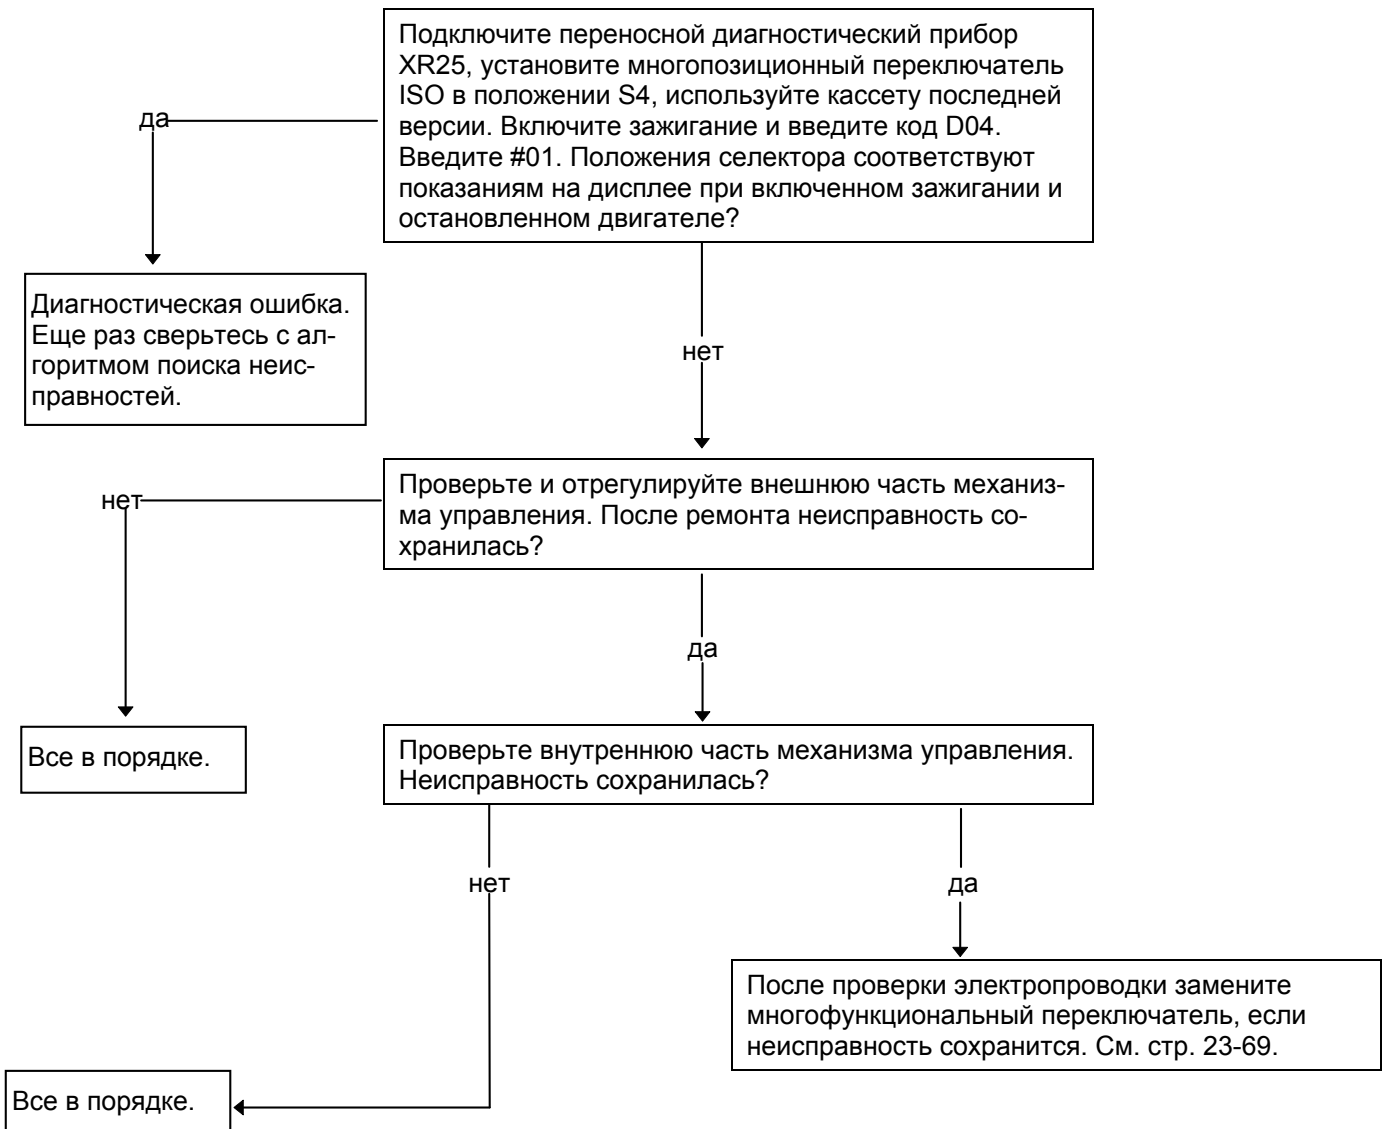 Подключите переносной диагностический прибор
XR25, установите многопозиционный переключатель
ISO в положении S4, используйте кассету последней
версии. Включите зажигание и введите код D04.
Введите #01. Положения селектора соответствуют
показаниям на дисплее при включенном зажигании и
остановленном двигателе?
да
Диагностическая ошибка.
Еще раз сверьтесь с ал-
горитмом поиска неис-
правностей.
нет
Проверьте и отрегулируйте внешнюю часть механиз-
ма управления. После ремонта неисправность со-
хранилась?
нет
да
Все в порядке.
Проверьте внутреннюю часть механизма управления.
Неисправность сохранилась?
нет
да
После проверки электропроводки замените
многофункциональный переключатель, если
неисправность сохранится. См. стр. 23-69.
Все в порядке.